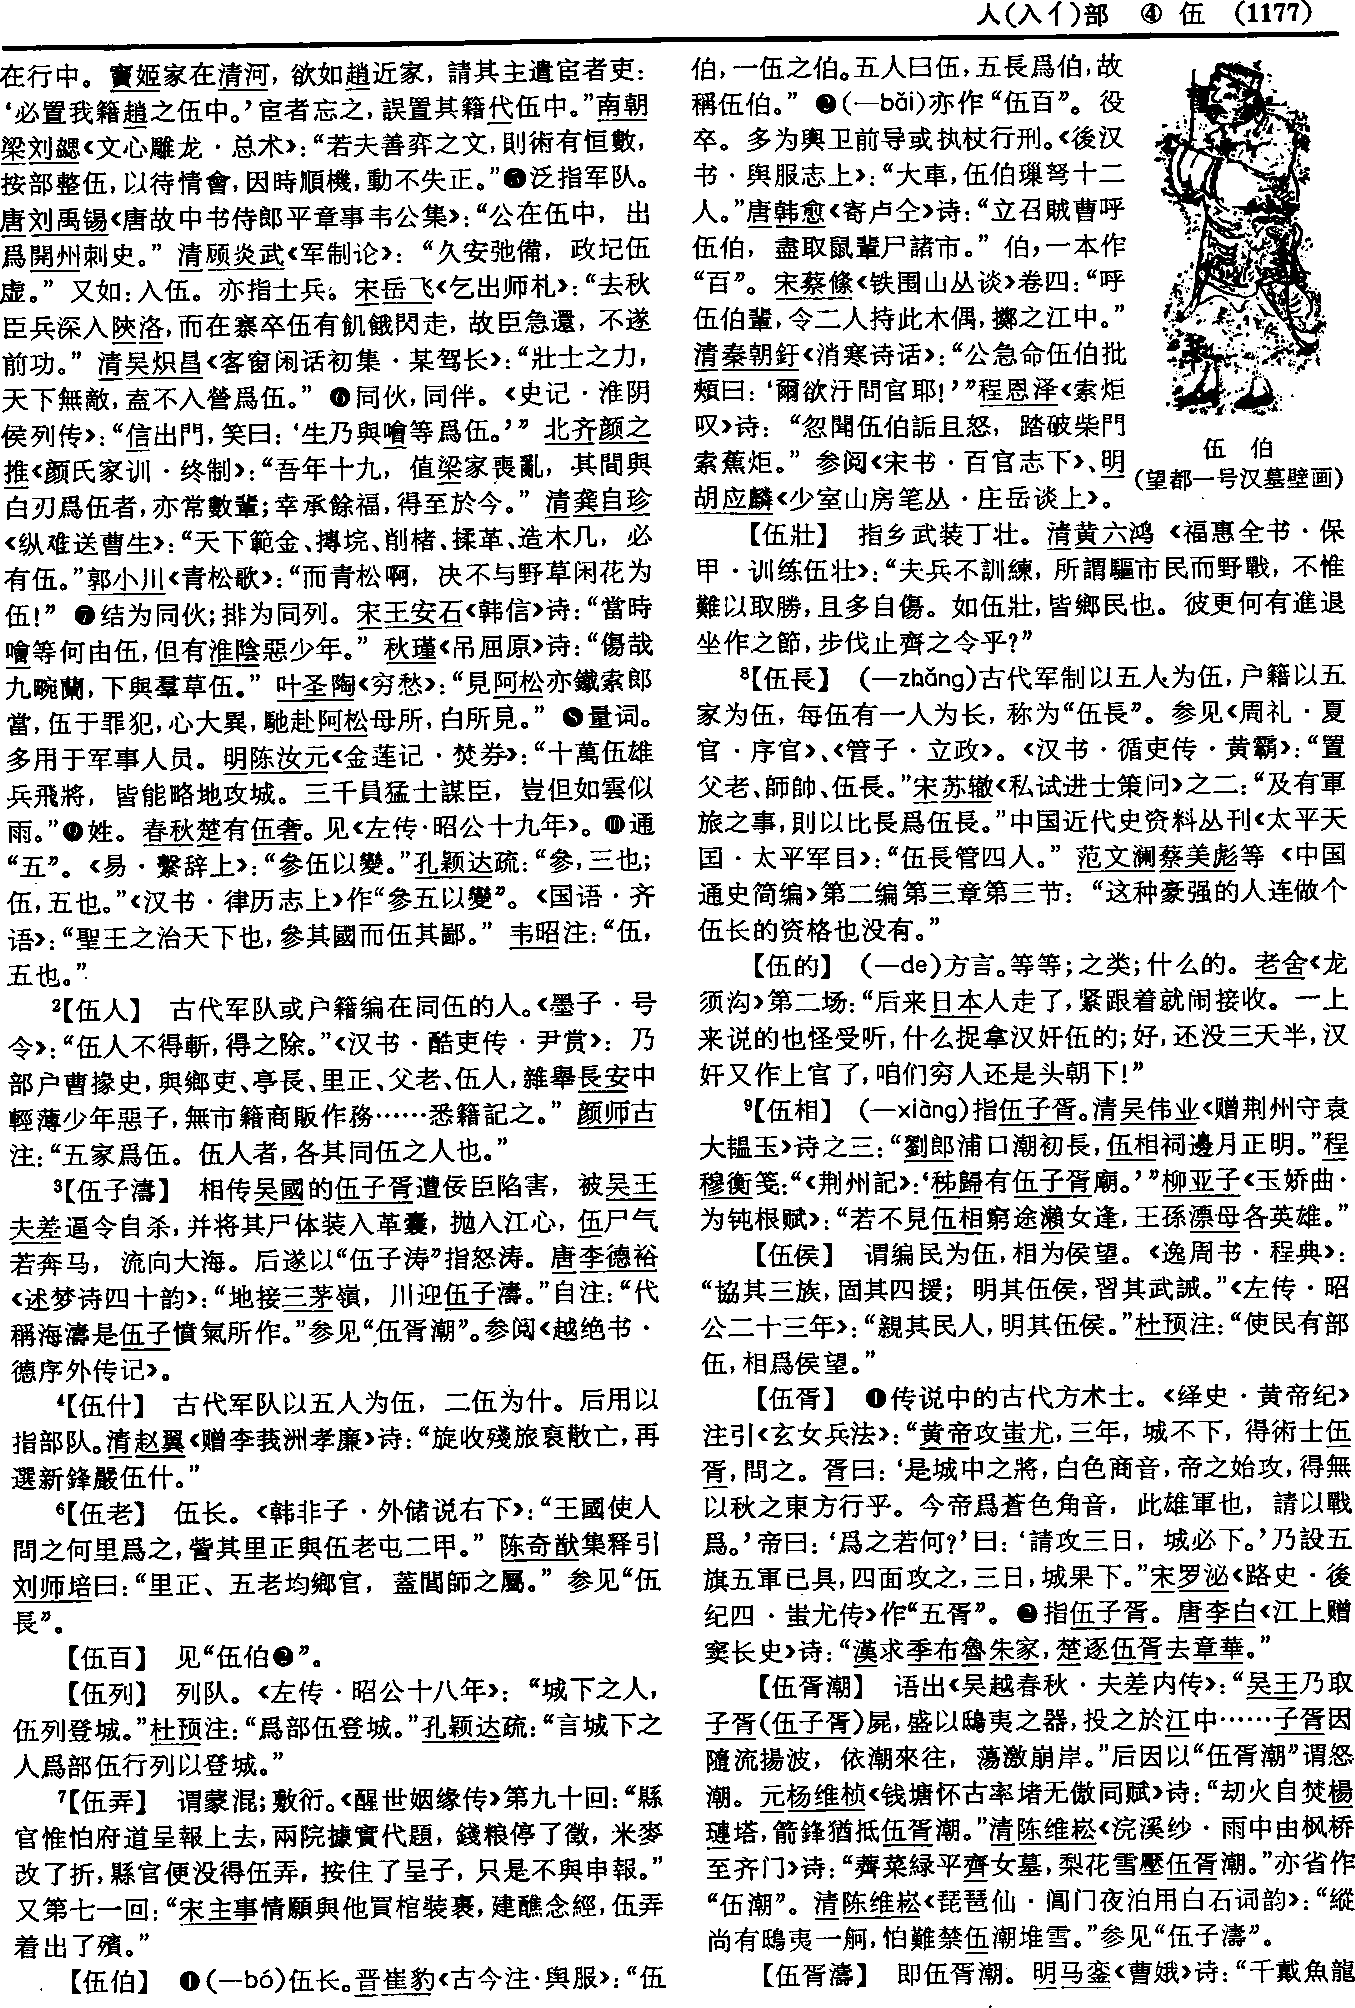 人(入亻)部　④ 伍　(1177)
在行中。竇姬家在清河，欲如趙近家，請其主遣宦者吏：
‘必置我籍趙之伍中。’宦者忘之，誤置其籍代伍中。”南朝
梁刘勰《文心雕龙·总术》：“若夫善弈之文，則術有恒數，
按部整伍，以待情會，因時順機，動不失正。”❺泛指军队。
唐刘禹锡《唐故中书侍郎平章事韦公集》：“公在伍中，出
爲開州刺史。” 清顾炎武《军制论》：“久安弛備，政圮伍
虚。” 又如：入伍。亦指士兵。宋岳飞《乞出师札》：“去秋
臣兵深入陝洛，而在寨卒伍有飢餓閃走，故臣急還，不遂
前功。” 清吴炽昌《客窗闲话初集·某驾长》：“壯士之力，
天下無敵，盍不入營爲伍。” ❻同伙，同伴。《史记·淮阴
侯列传》：“信出門，笑曰：‘生乃與噲等爲伍。’” 北齐颜之
推《颜氏家训·终制》：“吾年十九，值梁家喪亂，其間與
白刃爲伍者，亦常數輩；幸承餘福，得至於今。” 清龚自珍
《纵难送曹生》：“天下範金、摶垸、削楮、揉革、造木几，必
有伍。”郭小川《青松歌》：“而青松啊，决不与野草闲花为
伍！” ❼结为同伙；排为同列。宋王安石《韩信》诗：“當時
噲等何由伍，但有淮陰惡少年。” 秋瑾《吊屈原》诗：“傷哉
九畹蘭，下與羣草伍。” 叶圣陶《穷愁》：“見阿松亦鐵索郎
當，伍于罪犯，心大異，馳赴阿松母所，白所見。” ❽量词。
多用于军事人员。明陈汝元《金莲记·焚券》：“十萬伍雄
兵飛將，皆能略地攻城。三千員猛士謀臣，豈但如雲似
雨。”❾姓。春秋楚有伍奢。见《左传·昭公十九年》。❿通
“五”。《易·繫辞上》：“參伍以變。”孔颖达疏：“參，三也；
伍，五也。”《汉书·律历志上》作“參五以變”。《国语·齐
语》：“聖王之治天下也，參其國而伍其鄙。” 韦昭注：“伍，
五也。”
²【伍人】 古代军队或户籍编在同伍的人。《墨子·号
令》：“伍人不得斬，得之除。”《汉书·酷吏传·尹赏》：乃
部户曹掾史，與鄉吏、亭長、里正、父老、伍人，雜舉長安中
輕薄少年惡子，無市籍商販作務……悉籍記之。” 颜师古
注：“五家爲伍。伍人者，各其同伍之人也。”
³【伍子濤】 相传吴國的伍子胥遭佞臣陷害，被吴王
夫差逼令自杀，并将其尸体装入革囊，抛入江心，伍尸气
若奔马，流向大海。后遂以“伍子涛”指怒涛。唐李德裕
《述梦诗四十韵》：“地接三茅嶺，川迎伍子濤。”自注：“代
稱海濤是伍子憤氣所作。”参见“伍胥潮”。参阅《越绝书·
德序外传记》。
⁴【伍什】 古代军队以五人为伍，二伍为什。后用以
指部队。清赵翼《赠李莪洲孝廉》诗：“旋收殘旅裒散亡，再
選新鋒嚴伍什。”
⁶【伍老】 伍长。《韩非子·外储说右下》：“王國使人
問之何里爲之，訾其里正與伍老屯二甲。” 陈奇猷集释引
刘师培曰：“里正、五老均鄉官，蓋閭師之屬。” 参见“伍
長”。
【伍百】 见“伍伯❷”。
【伍列】 列队。《左传·昭公十八年》：“城下之人，
伍列登城。”杜预注：“爲部伍登城。”孔颖达疏：“言城下之
人爲部伍行列以登城。”
⁷【伍弄】 谓蒙混；敷衍。《醒世姻缘传》第九十回：“縣
官惟怕府道呈報上去，兩院據實代題，錢粮停了徵，米麥
改了折，縣官便没得伍弄，按住了呈子，只是不與申報。”
又第七一回：“宋主事情願與他買棺裝裹，建醮念經，伍弄
着出了殯。”
【伍伯】 ❶(—bó)伍长。晋崔豹《古今注·舆服》：“伍
伯，一伍之伯。五人曰伍，五長爲伯，故
稱伍伯。” ❷(—bǎi)亦作“伍百”。役
卒。多为輿卫前导或执杖行刑。《後汉
书·舆服志上》：“大車，伍伯璅弩十二
人。”唐韩愈《寄卢仝》诗：“立召賊曹呼
伍伯，盡取鼠輩尸諸市。” 伯，一本作
“百”。宋蔡絛《铁围山丛谈》卷四：“呼
伍伯輩，令二人持此木偶，擲之江中。”
清秦朝釪《消寒诗话》：“公急命伍伯批
頰曰：‘爾欲汙問官耶！’”程恩泽《索炬
叹》诗：“忽聞伍伯詬且怒，踏破柴門
索蕉炬。” 参阅《宋书·百官志下》、明
胡应麟《少室山房笔丛·庄岳谈上》。
伍　伯
(望都一号汉墓壁画)
【伍壯】 指乡武装丁壮。清黄六鸿《福惠全书·保
甲·训练伍壮》：“夫兵不訓練，所謂驅市民而野戰，不惟
難以取勝，且多自傷。如伍壯，皆鄉民也。彼更何有進退
坐作之節，步伐止齊之令乎？”
⁸【伍長】 (—zhǎng)古代军制以五人为伍，户籍以五
家为伍，每伍有一人为长，称为“伍長”。参见《周礼·夏
官·序官》、《管子·立政》。《汉书·循吏传·黄霸》：“置
父老、師帥、伍長。”宋苏辙《私试进士策问》之二：“及有軍
旅之事，則以比長爲伍長。”中国近代史资料丛刊《太平天
囯·太平军目》：“伍長管四人。” 范文澜蔡美彪等《中国
通史简编》第二编第三章第三节：“这种豪强的人连做个
伍长的资格也没有。”
【伍的】 (—de)方言。等等；之类；什么的。老舍《龙
须沟》第二场：“后来日本人走了，紧跟着就闹接收。一上
来说的也怪受听，什么捉拿汉奸伍的；好，还没三天半，汉
奸又作上官了，咱们穷人还是头朝下！”
⁹【伍相】 (—xiàng)指伍子胥。清吴伟业《赠荆州守袁
大韫玉》诗之三：“劉郎浦口潮初長，伍相祠邊月正明。”程
穆衡笺：“《荆州記》：‘秭歸有伍子胥廟。’”柳亚子《玉娇曲·
为钝根赋》：“若不見伍相窮途瀨女逢，王孫漂母各英雄。”
【伍侯】 谓编民为伍，相为侯望。《逸周书·程典》：
“協其三族，固其四援；明其伍侯，習其武誡。”《左传·昭
公二十三年》：“親其民人，明其伍侯。”杜预注：“使民有部
伍，相爲侯望。”
【伍胥】 ❶传说中的古代方术士。《绎史·黄帝纪》
注引《玄女兵法》：“黄帝攻蚩尤，三年，城不下，得術士伍
胥，問之。胥曰：‘是城中之將，白色商音，帝之始攻，得無
以秋之東方行乎。今帝爲蒼色角音，此雄軍也，請以戰
爲。’帝曰：‘爲之若何？’曰：‘請攻三日，城必下。’乃設五
旗五軍已具，四面攻之，三日，城果下。”宋罗泌《路史·後
纪四·蚩尤传》作“五胥”。❷指伍子胥。唐李白《江上赠
窦长史》诗：“漢求季布魯朱家，楚逐伍胥去章華。”
【伍胥潮】 语出《吴越春秋·夫差内传》：“吴王乃取
子胥(伍子胥)屍，盛以鴟夷之器，投之於江中……子胥因
隨流揚波，依潮來往，蕩激崩岸。”后因以“伍胥潮”谓怒
潮。元杨维桢《钱塘怀古率堵无傲同赋》诗：“刧火自焚楊
璉塔，箭鋒猶抵伍胥潮。”清陈维崧《浣溪纱·雨中由枫桥
至齐门》诗：“薺菜緑平齊女墓，梨花雪壓伍胥潮。”亦省作
“伍潮”。清陈维崧《琵琶仙·阊门夜泊用白石词韵》：“縱
尚有鴟夷一舸，怕難禁伍潮堆雪。”参见“伍子濤”。
【伍胥濤】 即伍胥潮。明马銮《曹娥》诗：“千載魚龍